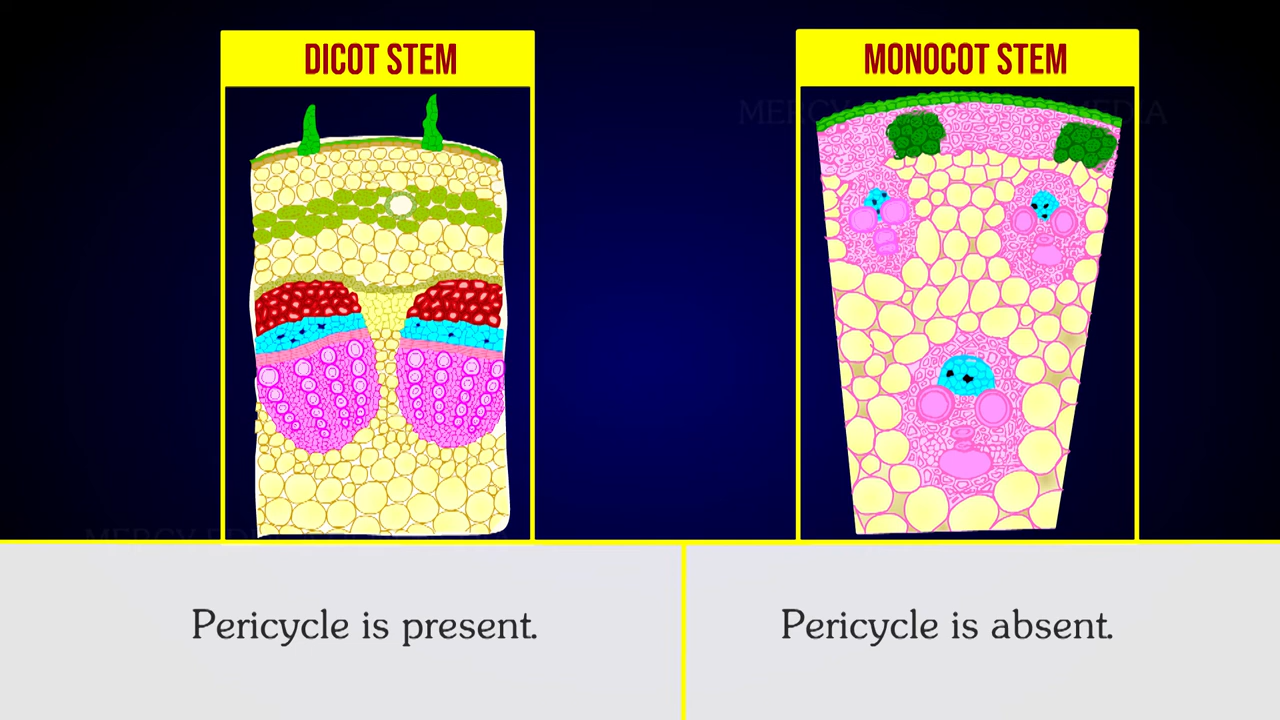 DICOT STEM
MONOCOT STEM
Pericycle is present.
Pericycle is absent.